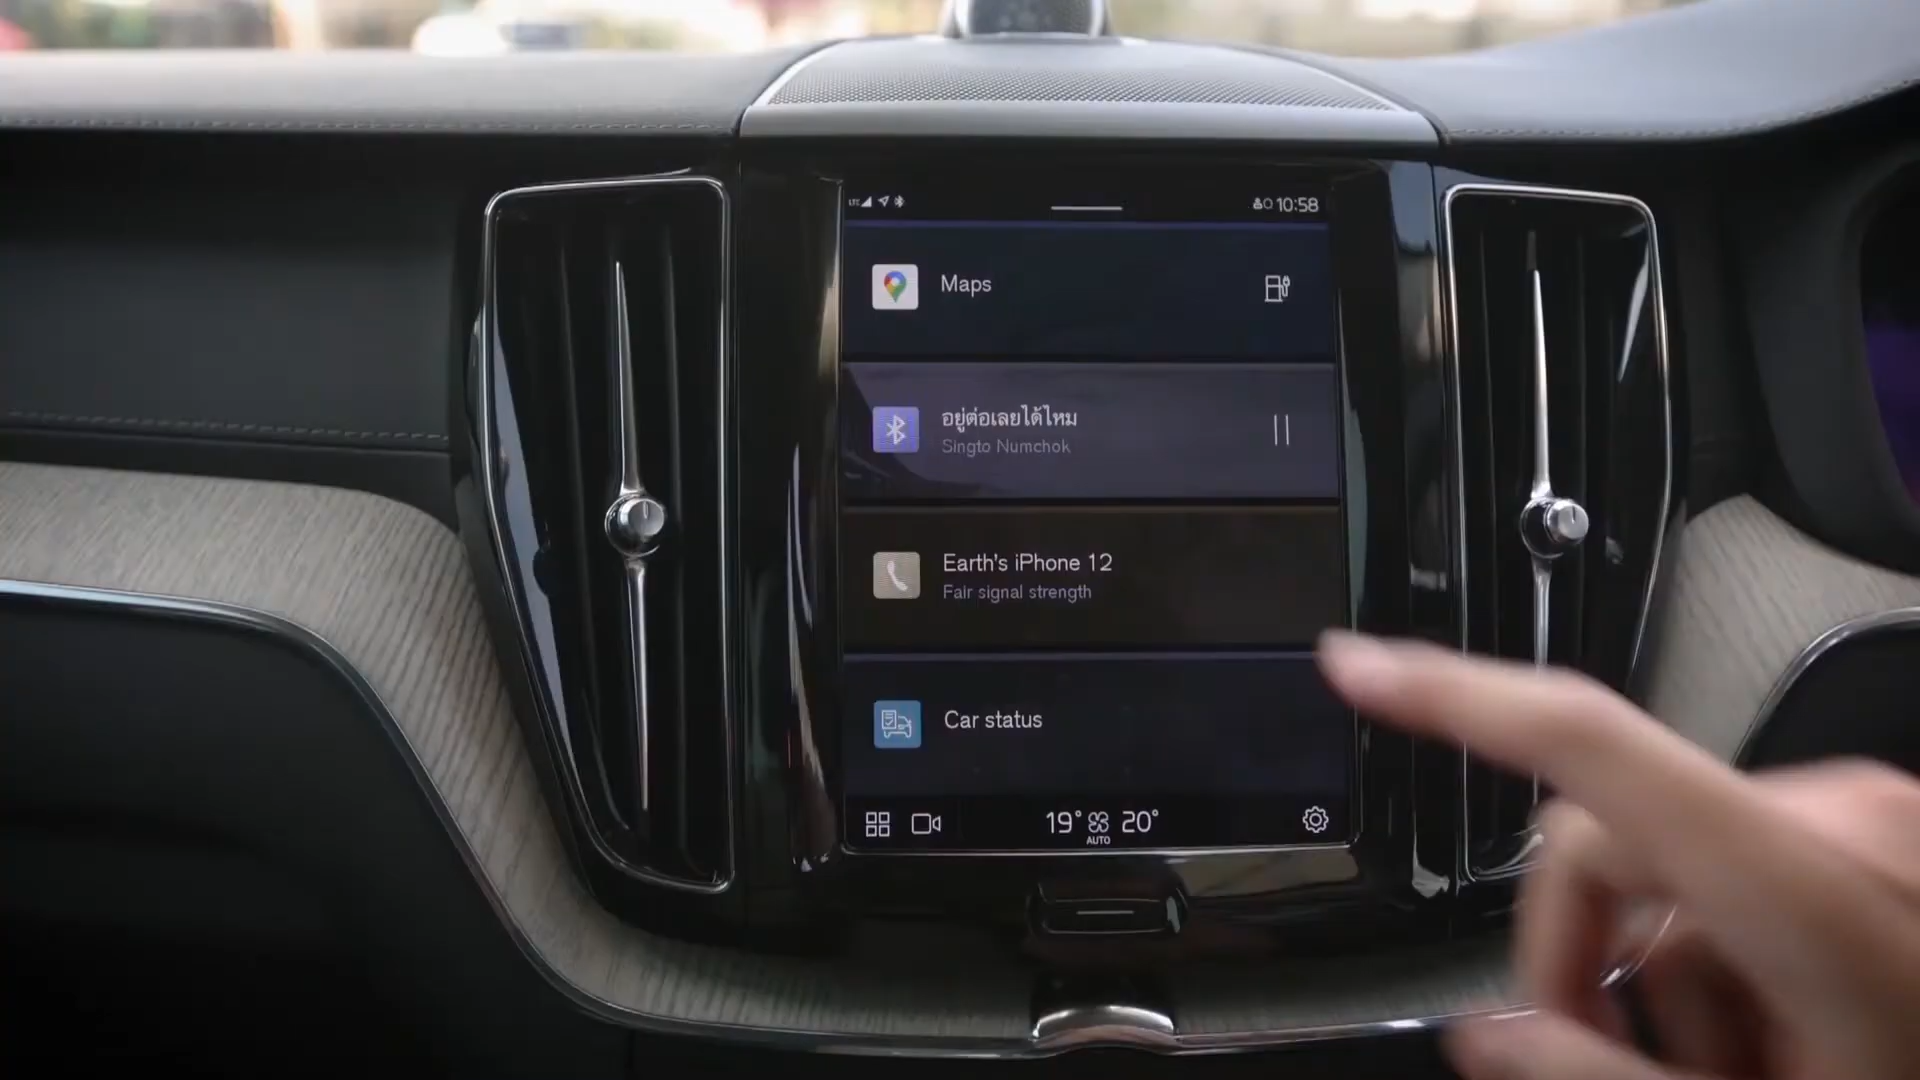 LTE
10:58
Maps
อยู่ต่อเลยได้ไหม
Singto Numchok
Earth's iPhone 12
Fair signal strength
Car status
19° 20°
AUTO